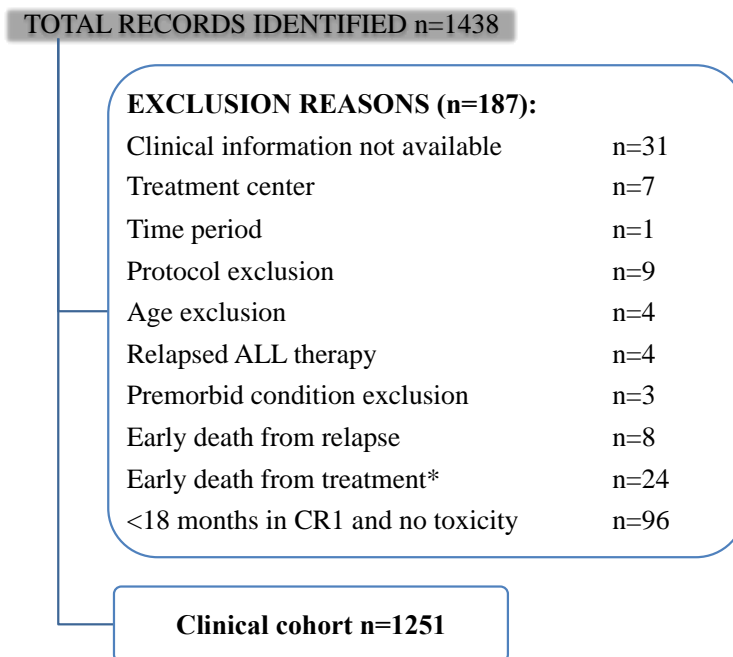 TOTAL RECORDS IDENTIFIED n=1438
EXCLUSION REASONS (n=187):
Clinical information not available n=31
Treatment center n=7
Time period n=1
Protocol exclusion n=9
Age exclusion n=4
Relapsed ALL therapy n=4
Premorbid condition exclusion n=3
Early death from relapse n=8
Early death from treatment* n=24
<18 months in CR1 and no toxicity n=96
Clinical cohort n=1251